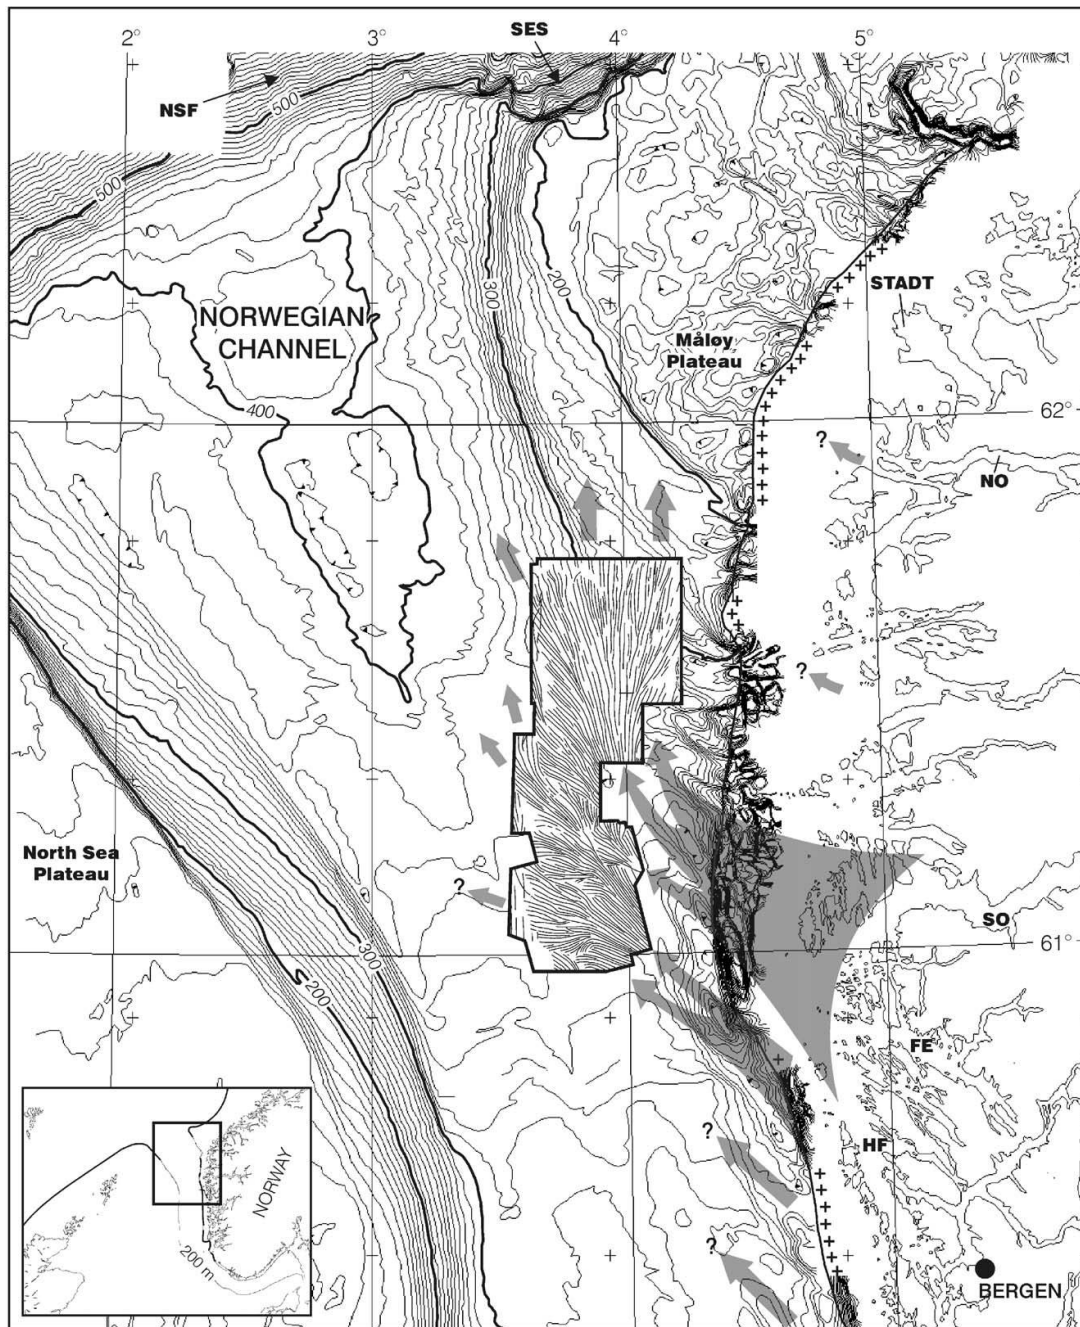 2°
3°
SES
4°
5°
NSF
500
500
STADT
300
200
NORWEGIAN
CHANNEL
Måløy
Plateau
400
62°
?
NO
?
North Sea
Plateau
?
SO
61°
300
200
FE
?
HF
NORWAY
200 m
?
BERGEN